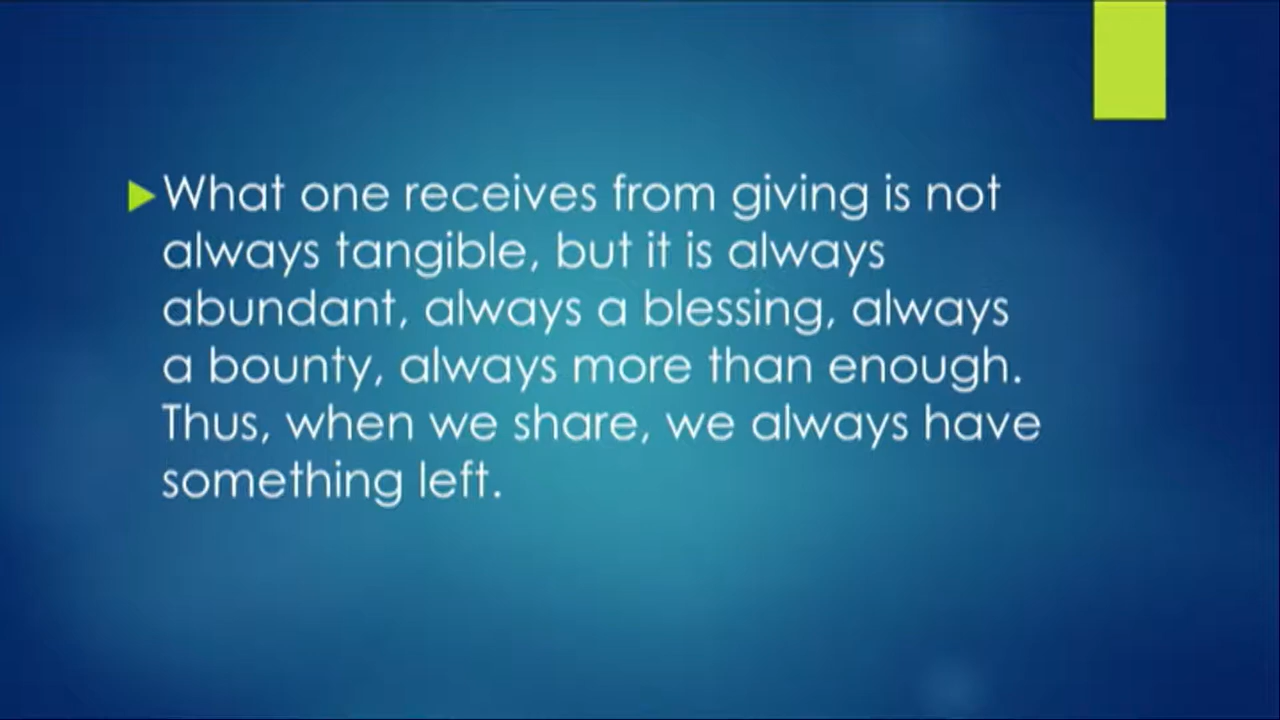 What one receives from giving is not
always tangible, but it is always
abundant, always a blessing, always
a bounty, always more than enough.
Thus, when we share, we always have
something left.